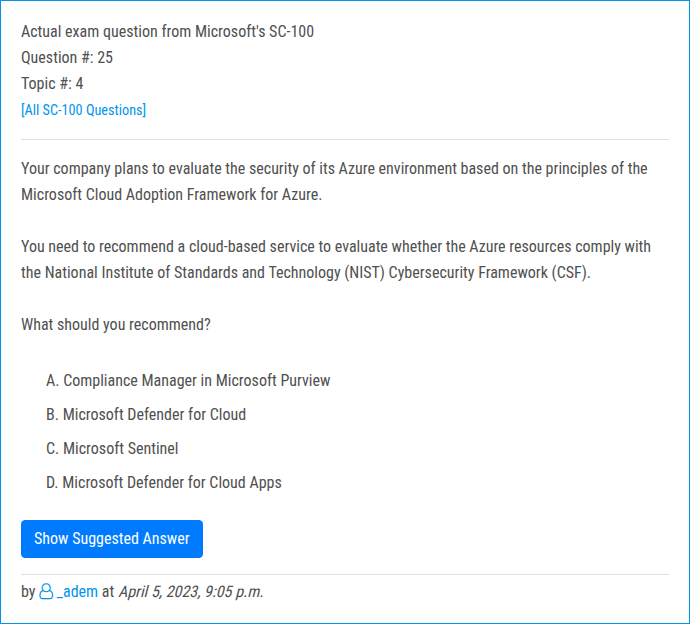 Actual exam question from Microsoft's SC-100
Question #: 25
Topic #: 4
[All SC-100 Questions]
Your company plans to evaluate the security of its Azure environment based on the principles of the
Microsoft Cloud Adoption Framework for Azure.
You need to recommend a cloud-based service to evaluate whether the Azure resources comply with
the National Institute of Standards and Technology (NIST) Cybersecurity Framework (CSF).
What should you recommend?
A. Compliance Manager in Microsoft Purview
B. Microsoft Defender for Cloud
C. Microsoft Sentinel
D. Microsoft Defender for Cloud Apps
Show Suggested Answer
by _adem at April 5, 2023, 9:05 p.m.